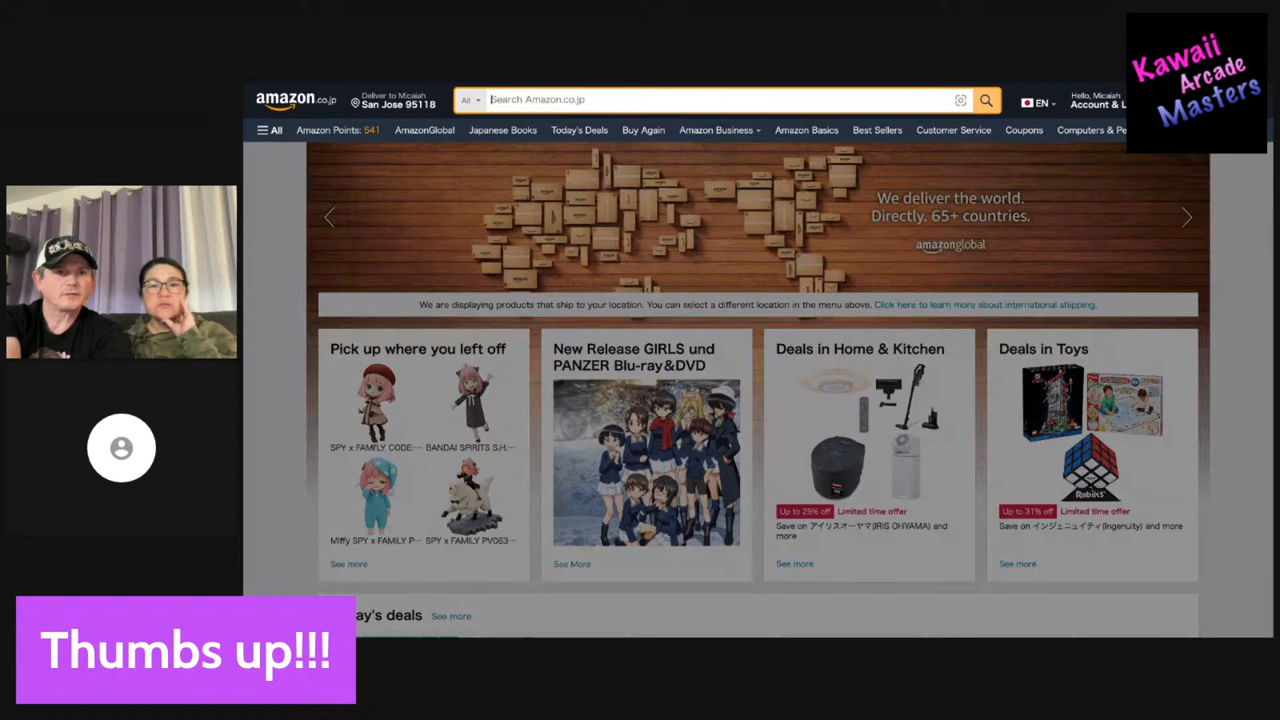 Kawaii
Arcade
Masters
amazon.co.jp
Deliver to Micaiah
San Jose 95118
All
Search Amazon.co.jp
EN
Hello, Micaiah
Account & L
All
Amazon Points: 541
AmazonGlobal
Japanese Books
Today's Deals
Buy Again
Amazon Business
Amazon Basics
Best Sellers
Customer Service
Coupons
Computers & Pe
We deliver the world.
Directly. 65+ countries.
amazonglobal
We are displaying products that ship to your location. You can select a different location in the menu above. Click here to learn more about international shipping.
Pick up where you left off
SPY x FAMILY CODE:…
BANDAI SPIRITS S.H.…
Miffy SPY × FAMILY P…
SPY x FAMILY PV063…
See more
New Release GIRLS und
PANZER Blu-ray&DVD
See More
Deals in Home & Kitchen
Up to 29% off
Limited time offer
Save on アイリスオーヤマ(IRIS OHYAMA) and
more
See more
Deals in Toys
Rubik's
Up to 31% off
Limited time offer
Save on インジェニュイティ(Ingenuity) and more
See more
ay's deals
See more
Thumbs up!!!